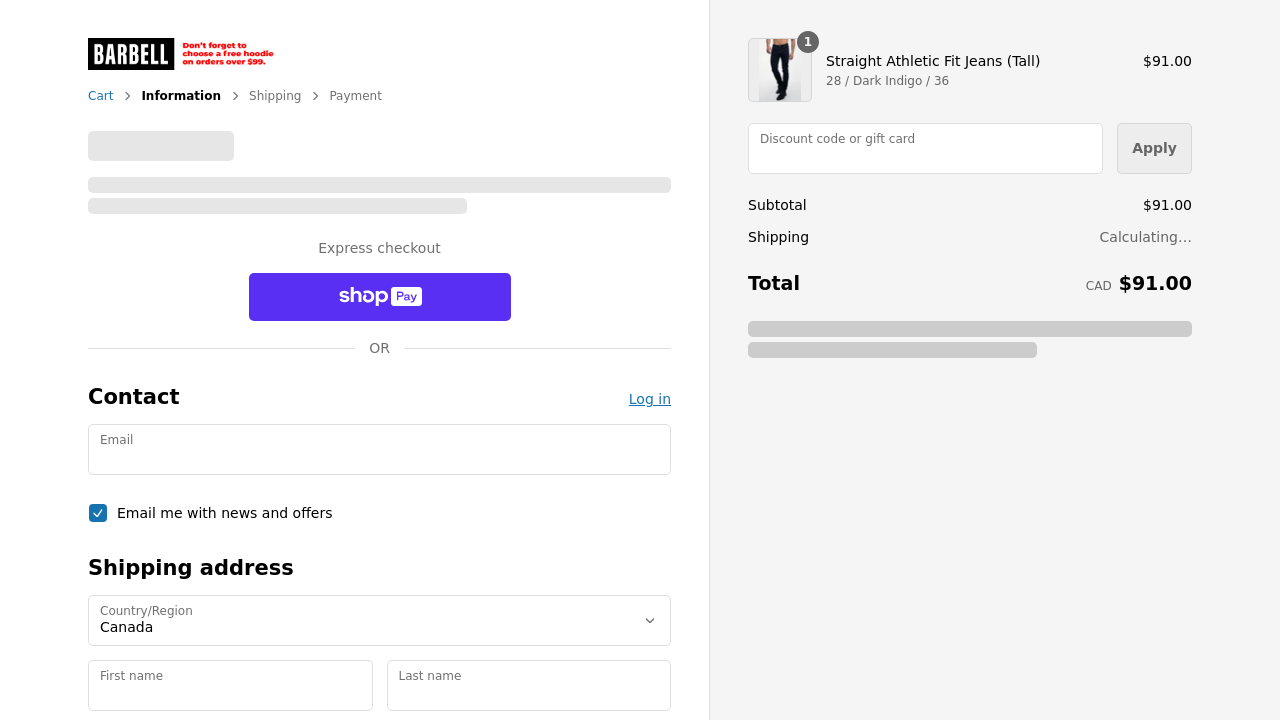 BARBELL
Don't forget to
choose a free hoodie
on orders over $99.
Cart > Information > Shipping > Payment
Express checkout
shop Pay
OR
Contact
Log in
Email
Email me with news and offers
Shipping address
Country/Region
Canada
First name
Last name
1
Straight Athletic Fit Jeans (Tall)
$91.00
28 / Dark Indigo / 36
Discount code or gift card
Apply
Subtotal
$91.00
Shipping
Calculating…
Total
CAD $91.00